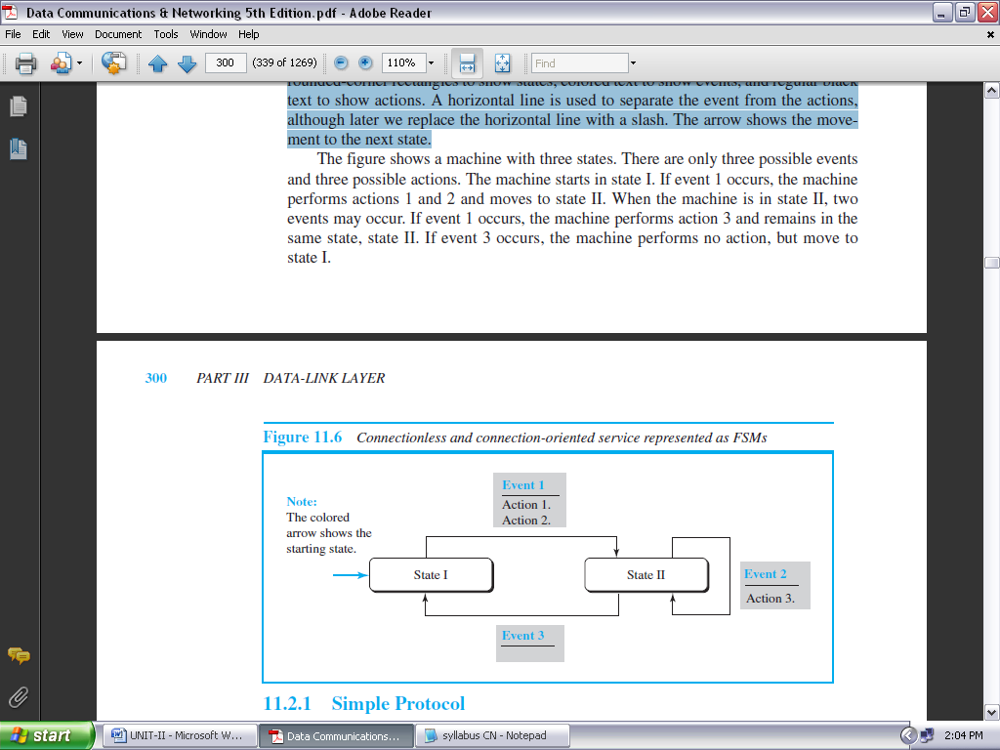 Data Communications & Networking 5th Edition.pdf - Adobe Reader
File Edit View Document Tools Window Help
300 (339 of 1269) 110% Find
rounded-corner rectangles to show states, colored text to show events, and regular black
text to show actions. A horizontal line is used to separate the event from the actions,
although later we replace the horizontal line with a slash. The arrow shows the move-
ment to the next state.
The figure shows a machine with three states. There are only three possible events
and three possible actions. The machine starts in state I. If event 1 occurs, the machine
performs actions 1 and 2 and moves to state II. When the machine is in state II, two
events may occur. If event 1 occurs, the machine performs action 3 and remains in the
same state, state II. If event 3 occurs, the machine performs no action, but move to
state I.
300 PART III DATA-LINK LAYER
Figure 11.6 Connectionless and connection-oriented service represented as FSMs
Event 1
Action 1.
Action 2.
Note:
The colored
arrow shows the
starting state.
State I
State II
Event 2
Action 3.
Event 3
11.2.1 Simple Protocol
start UNIT-II - Microsoft W... Data Communications... syllabus CN - Notepad 2:04 PM